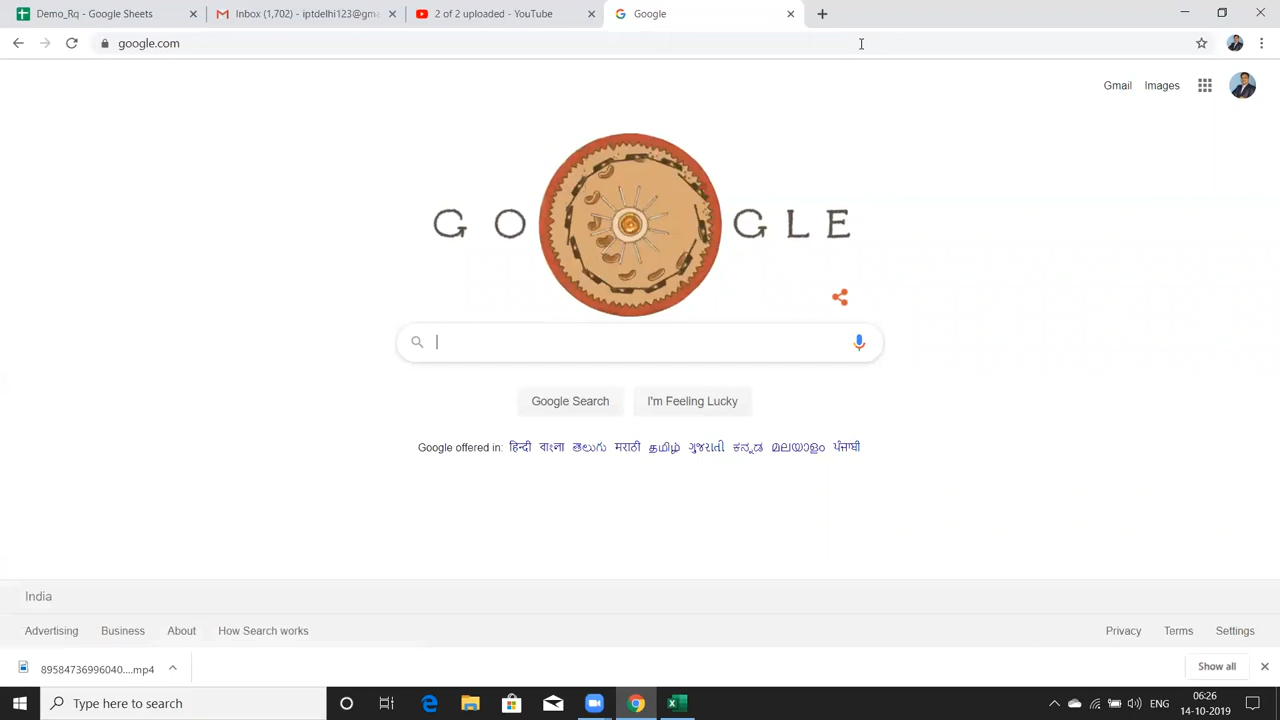 Demo_Rq - Google Sheets
Inbox (1,702) - iptdelhi123@gm
2 of 2 uploaded - YouTube
Google
google.com
Gmail Images
GO GLE
Google Search
I'm Feeling Lucky
Google offered in: हिन्दी বাংলা తెలుగు मराठी தமிழ் ગુજરાતી ಕನ್ನಡ മലയാളം ਪੰਜਾਬੀ
India
Advertising Business About How Search works
Privacy Terms Settings
89584736996040....mp4
Show all
Type here to search
ENG
06:26
14-10-2019